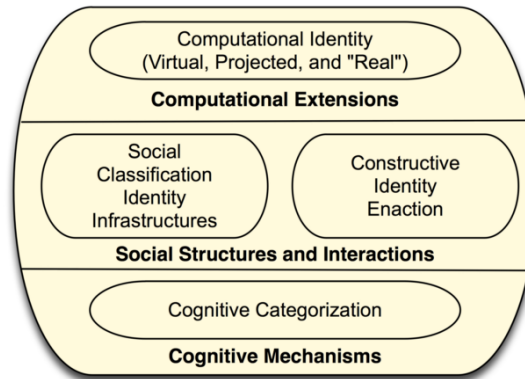 Computational Identity
(Virtual, Projected, and "Real")
Computational Extensions
Social
Classification
Identity
Infrastructures
Constructive
Identity
Enaction
Social Structures and Interactions
Cognitive Categorization
Cognitive Mechanisms